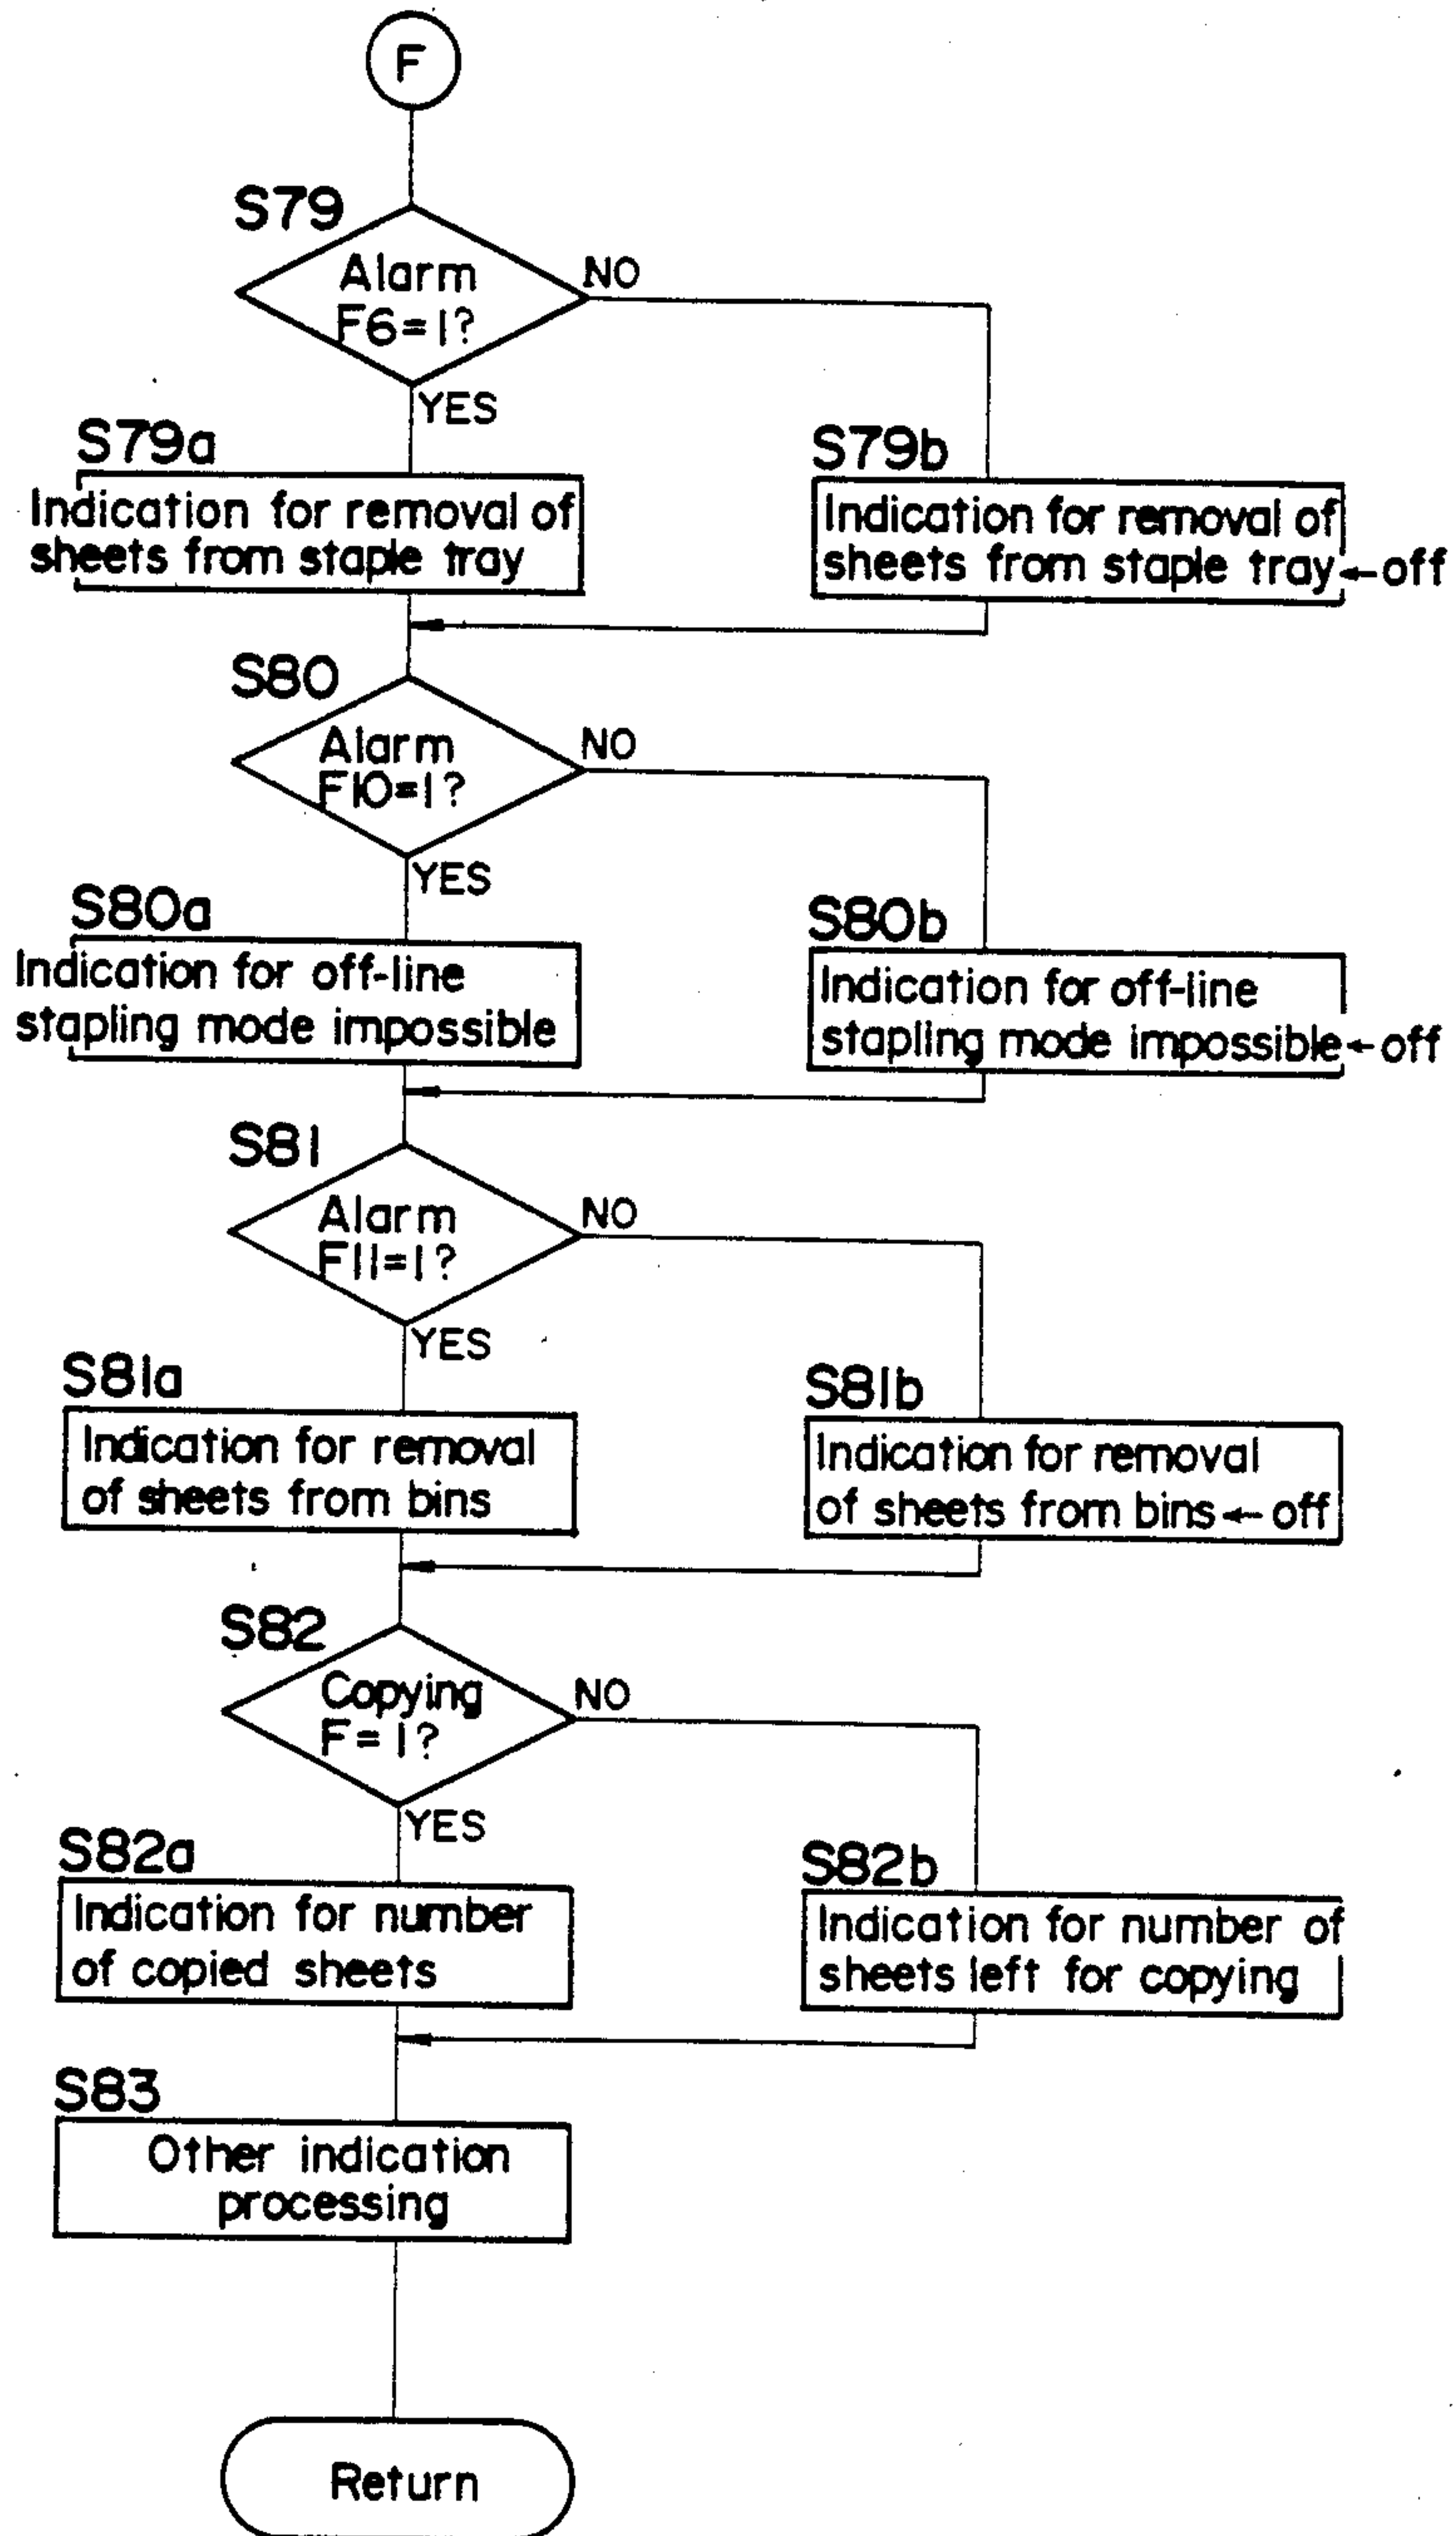 F
S79
Alarm
F6=1?
NO
YES
S79a
Indication for removal of
sheets from staple tray
S79b
Indication for removal of
sheets from staple tray←off
S80
Alarm
F10=1?
NO
YES
S80a
Indication for off-line
stapling mode impossible
S80b
Indication for off-line
stapling mode impossible←off
S81
Alarm
F11=1?
NO
YES
S81a
Indication for removal
of sheets from bins
S81b
Indication for removal
of sheets from bins←off
S82
Copying
F=1?
NO
YES
S82a
Indication for number
of copied sheets
S82b
Indication for number of
sheets left for copying
S83
Other indication
processing
Return